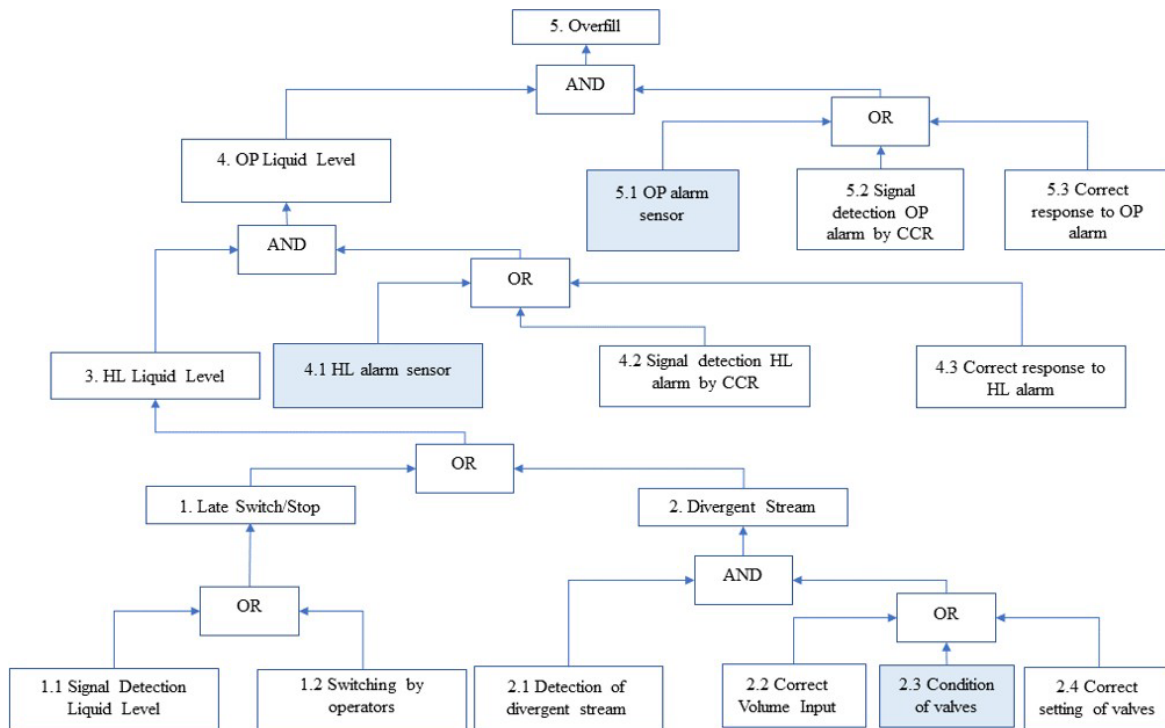 5. Overfill
AND
OR
4. OP Liquid Level
5.1 OP alarm
sensor
5.2 Signal
detection OP
alarm by CCR
5.3 Correct
response to OP
alarm
AND
OR
3. HL Liquid Level
4.1 HL alarm sensor
4.2 Signal detection HL
alarm by CCR
4.3 Correct response to
HL alarm
OR
1. Late Switch/Stop
2. Divergent Stream
AND
OR
OR
1.1 Signal Detection
Liquid Level
1.2 Switching by
operators
2.1 Detection of
divergent stream
2.2 Correct
Volume Input
2.3 Condition
of valves
2.4 Correct
setting of valves